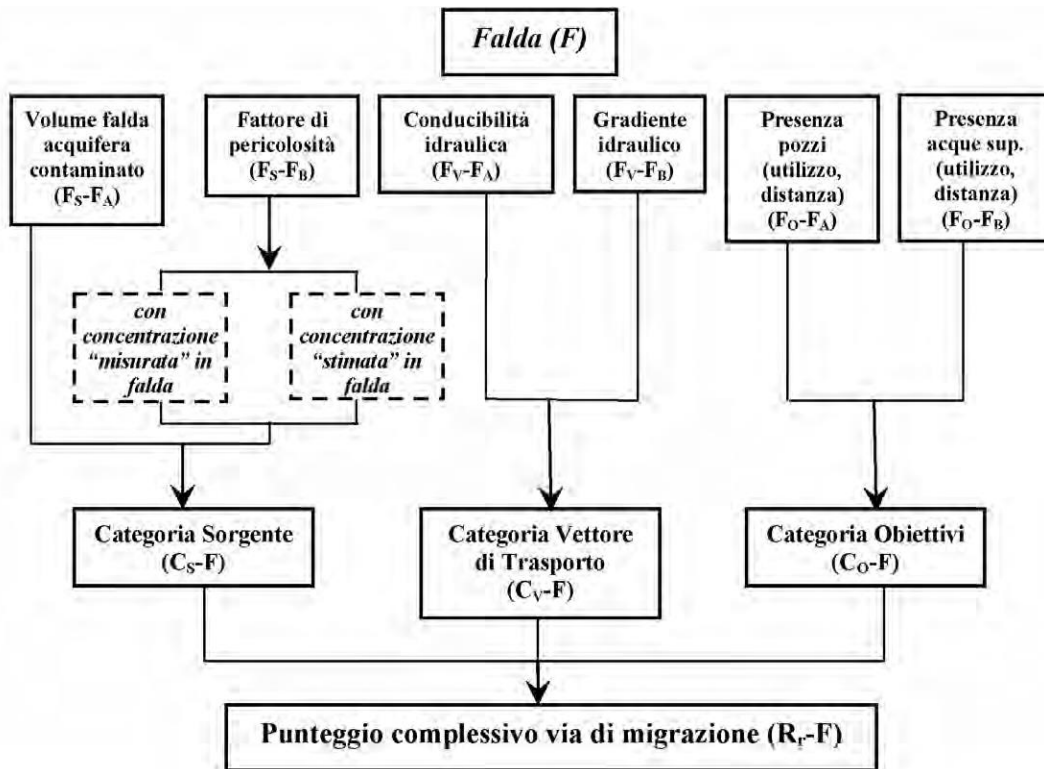 Falda (F)
Volume falda
acquifera
contaminato
(FS-FA)
Fattore di
pericolosità
(FS-FB)
Conducibilità
idraulica
(FV-FA)
Gradiente
idraulico
(FV-FB)
Presenza
pozzi
(utilizzo,
distanza)
(FO-FA)
Presenza
acque sup.
(utilizzo,
distanza)
(FO-FB)
con
concentrazione
“misurata” in
falda
con
concentrazione
“stimata” in
falda
Categoria Sorgente
(CS-F)
Categoria Vettore
di Trasporto
(CV-F)
Categoria Obiettivi
(CO-F)
Punteggio complessivo via di migrazione (Rr-F)